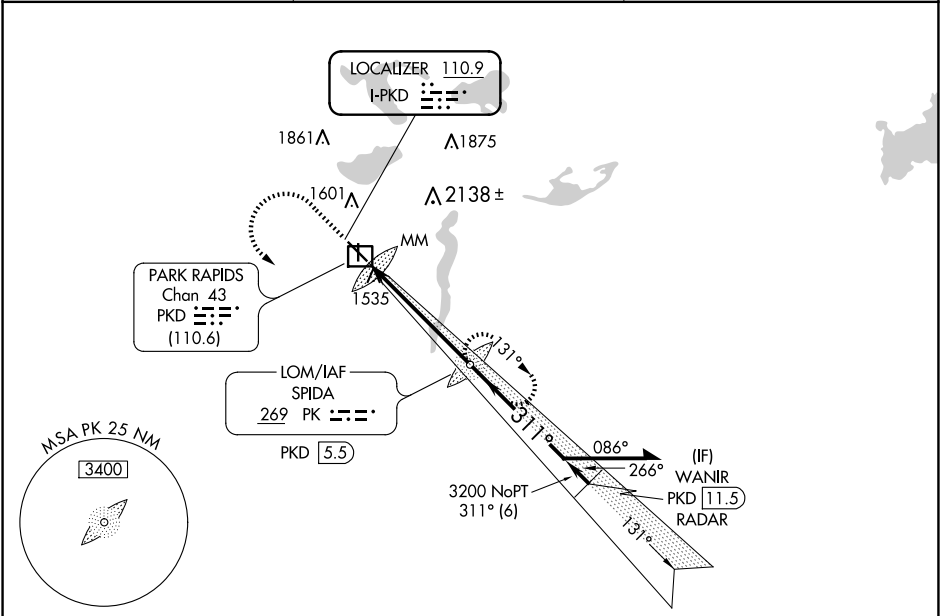 LOCALIZER 110.9
I-PKD
1861
1875
1601
2138 ±
MM
PARK RAPIDS
Chan 43
PKD
(110.6)
1535
131°
LOM/IAF
SPIDA
269 PK
PKD 5.5
311°
MSA PK 25 NM
3400
086°
266°
(IF)
WANIR
PKD 11.5
RADAR
3200 NoPT
311° (6)
131°